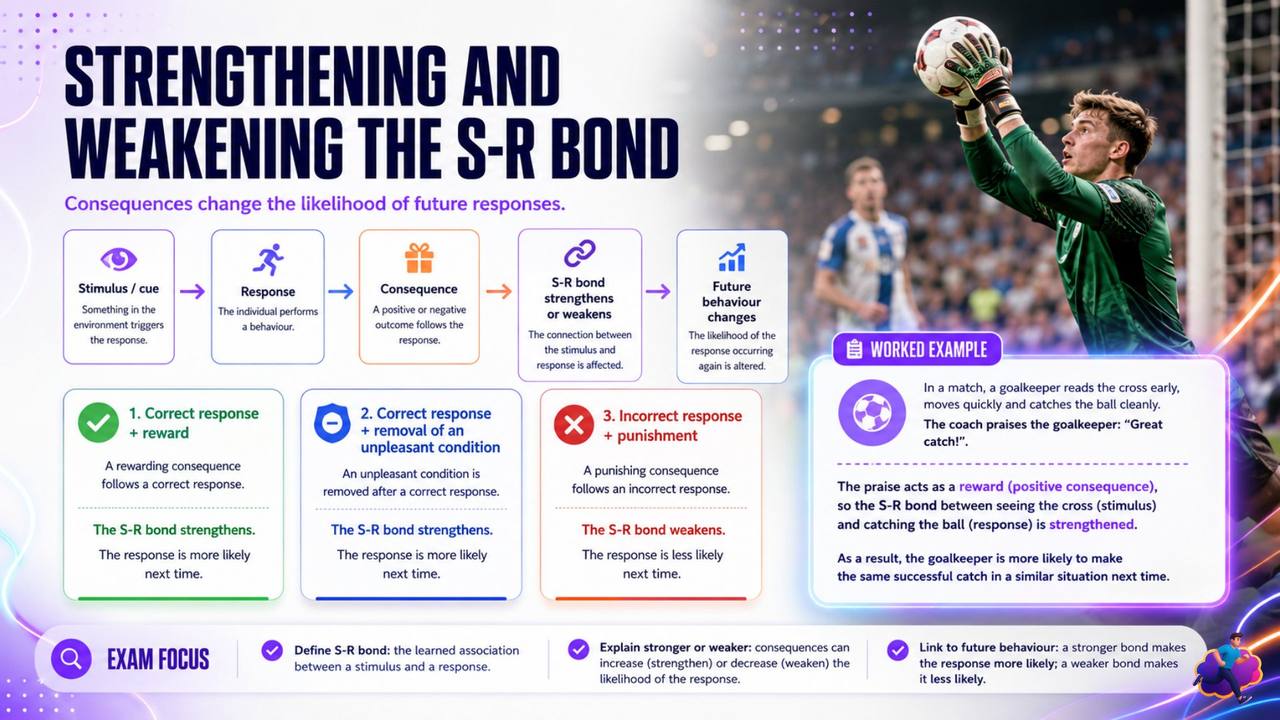 STRENGTHENING AND
WEAKENING THE S-R BOND
Consequences change the likelihood of future responses.
Stimulus / cue
Something in the
environment triggers
the response.
Response
The individual performs
a behaviour.
Consequence
A positive or negative
outcome follows the
response.
S-R bond
strengthens
or weakens
The connection between
the stimulus and
response is affected.
Future
behaviour
changes
The likelihood of the
response occurring
again is altered.
1. Correct response
+ reward
A rewarding consequence
follows a correct response.
The S-R bond strengthens.
The response is more likely
next time.
2. Correct response
+ removal of an
unpleasant condition
An unpleasant condition is
removed after a correct response.
The S-R bond strengthens.
The response is more likely
next time.
3. Incorrect response
+ punishment
A punishing consequence
follows an incorrect response.
The S-R bond weakens.
The response is less likely
next time.
WORKED EXAMPLE
In a match, a goalkeeper reads the cross early,
moves quickly and catches the ball cleanly.
The coach praises the goalkeeper: “Great
catch!”.
The praise acts as a reward (positive consequence),
so the S-R bond between seeing the cross (stimulus)
and catching the ball (response) is strengthened.
As a result, the goalkeeper is more likely to make
the same successful catch in a similar situation next time.
EXAM FOCUS
Define S-R bond: the learned association
between a stimulus and a response.
Explain stronger or weaker: consequences can
increase (strengthen) or decrease (weaken) the
likelihood of the response.
Link to future behaviour: a stronger bond makes
the response more likely; a weaker bond makes
it less likely.